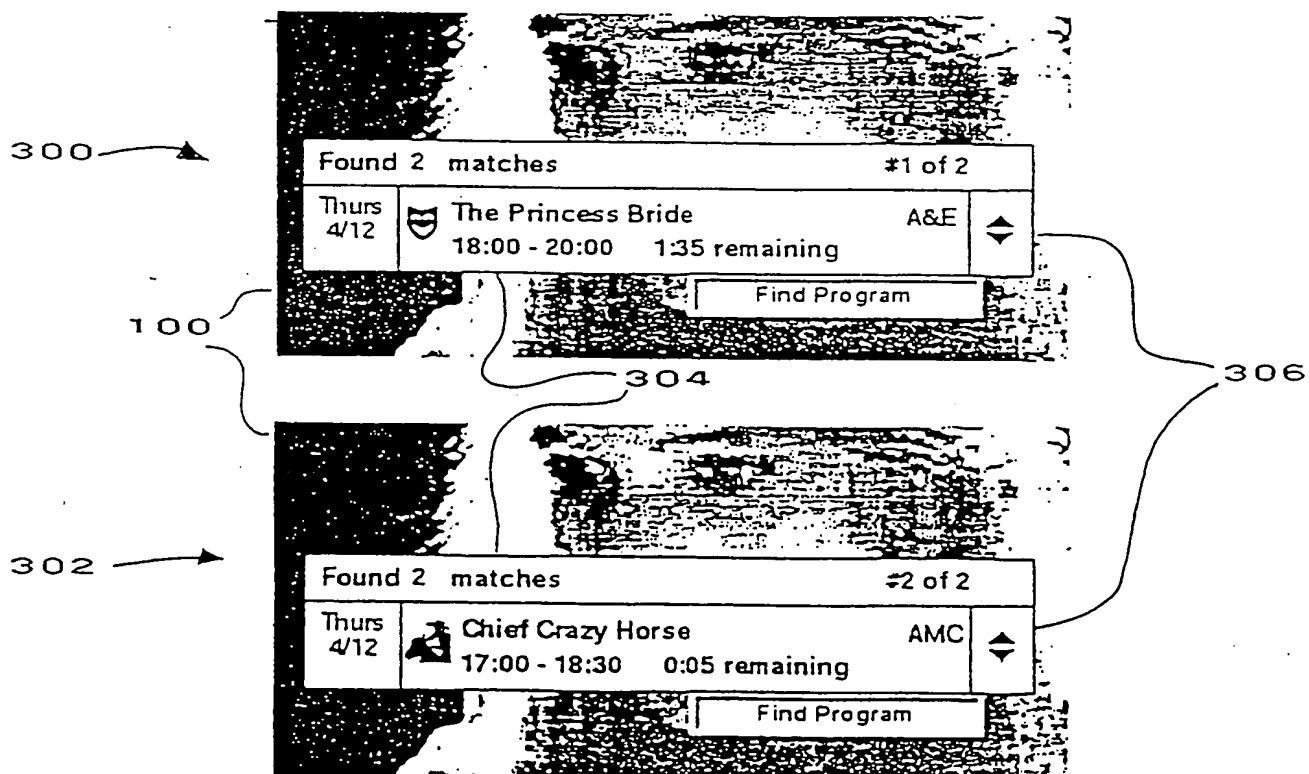 300
Found 2 matches #1 of 2
Thurs
4/12
The Princess Bride A&E
18:00 - 20:00 1:35 remaining
Find Program
100
304
306
302
Found 2 matches #2 of 2
Thurs
4/12
Chief Crazy Horse AMC
17:00 - 18:30 0:05 remaining
Find Program